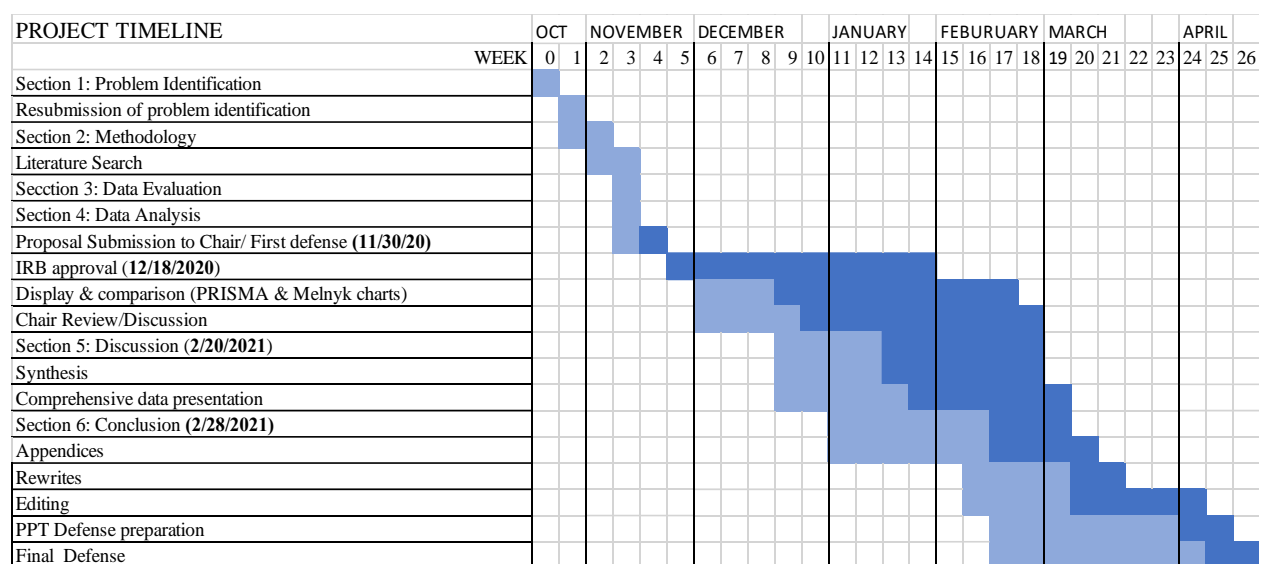 PROJECT TIMELINE OCT NOVEMBER DECEMBER JANUARY FEBURUARY MARCH APRIL
WEEK 0 1 2 3 4 5 6 7 8 9 10 11 12 13 14 15 16 17 18 19 20 21 22 23 24 25 26
Section 1: Problem Identification
Resubmission of problem identification
Section 2: Methodology
Literature Search
Secction 3: Data Evaluation
Section 4: Data Analysis
Proposal Submission to Chair/ First defense (11/30/20)
IRB approval (12/18/2020)
Display & comparison (PRISMA & Melnyk charts)
Chair Review/Discussion
Section 5: Discussion (2/20/2021)
Synthesis
Comprehensive data presentation
Section 6: Conclusion (2/28/2021)
Appendices
Rewrites
Editing
PPT Defense preparation
Final Defense